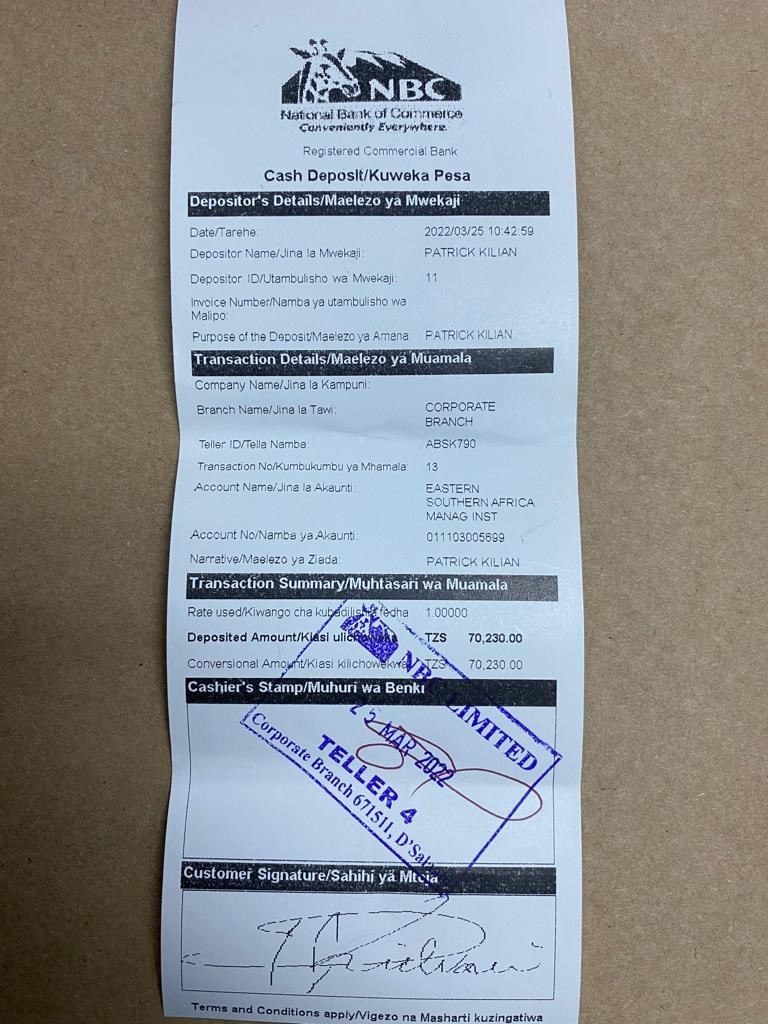 NBC
National Bank of Commerce
Conveniently Everywhere.
Registered Commercial Bank
Cash Deposit/Kuweka Pesa
Depositor's Details/Maelezo ya Mwekaji
Date/Tarehe: 2022/03/25 10:42:59
Depositor Name/Jina la Mwekaji: PATRICK KILIAN
Depositor ID/Utambulisho wa Mwekaji: 11
Invoice Number/Namba ya utambulisho wa
Malipo:
Purpose of the Deposit/Maelezo ya Amana: PATRICK KILIAN
Transaction Details/Maelezo ya Muamala
Company Name/Jina la Kampuni:
Branch Name/Jina la Tawi: CORPORATE
BRANCH
Teller ID/Tella Namba: ABSK790
Transaction No/Kumbukumbu ya Mhamala: 13
Account Name/Jina la Akaunti: EASTERN
SOUTHERN AFRICA
MANAG INST
Account No/Namba ya Akaunti: 011103005699
Narrative/Maelezo ya Ziada: PATRICK KILIAN
Transaction Summary/Muhtasari wa Muamala
Rate used/Kiwango cha kubadilisha fedha 1.00000
Deposited Amount/Kiasi ulichoweka TZS 70,230.00
Conversional Amount/Kiasi kilichowekwa TZS 70,230.00
Cashier's Stamp/Muhuri wa Benki
NBC LIMITED
25 MAR 2022
TELLER 4
Corporate Branch 671511, D'Sal
Customer Signature/Sahihi ya Mteja
Terms and Conditions apply/Vigezo na Masharti kuzingatiwa